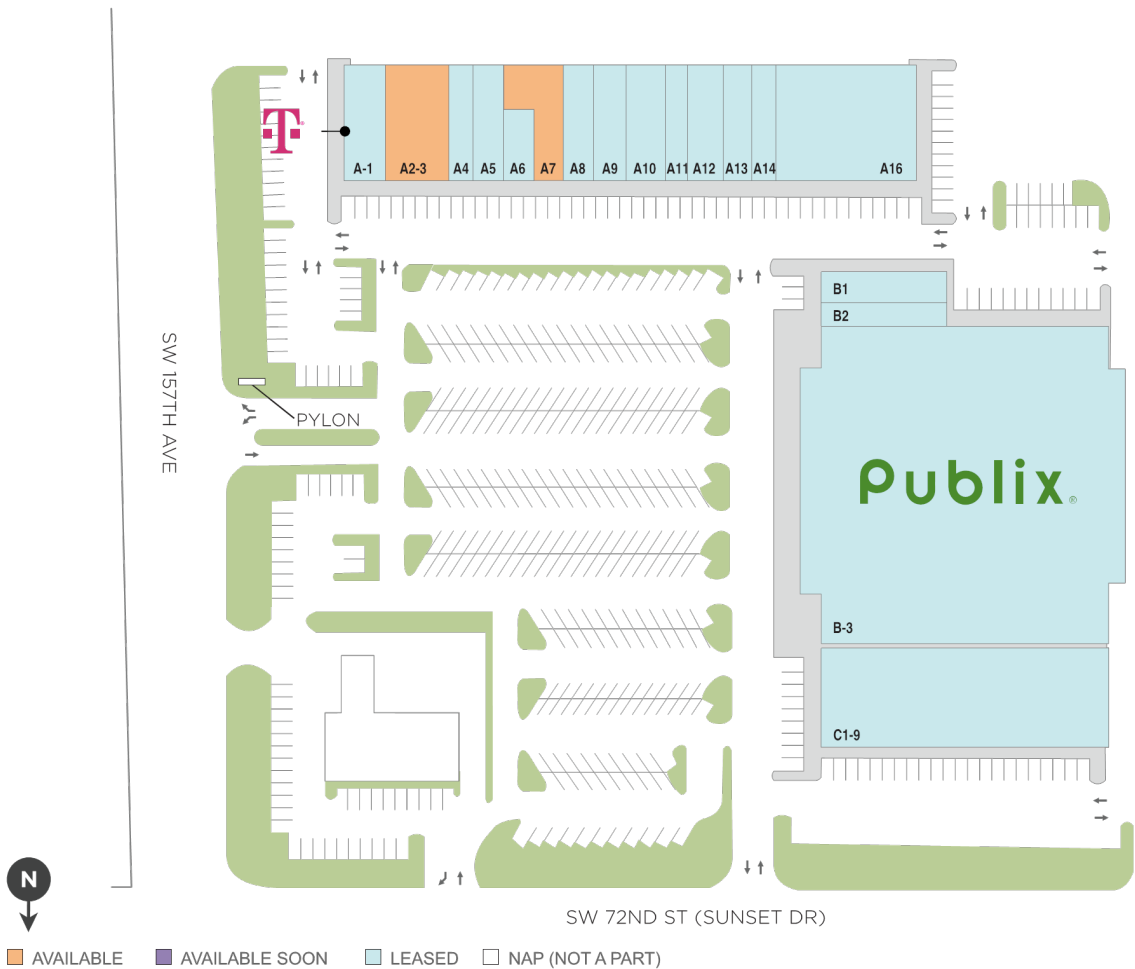 T
A-1
A2-3
A4
A5
A6
A7
A8
A9
A10
A11
A12
A13
A14
A16
B1
B2
SW 157TH AVE
PYLON
Publix®
B-3
C1-9
N
SW 72ND ST (SUNSET DR)
AVAILABLE
AVAILABLE SOON
LEASED
NAP (NOT A PART)